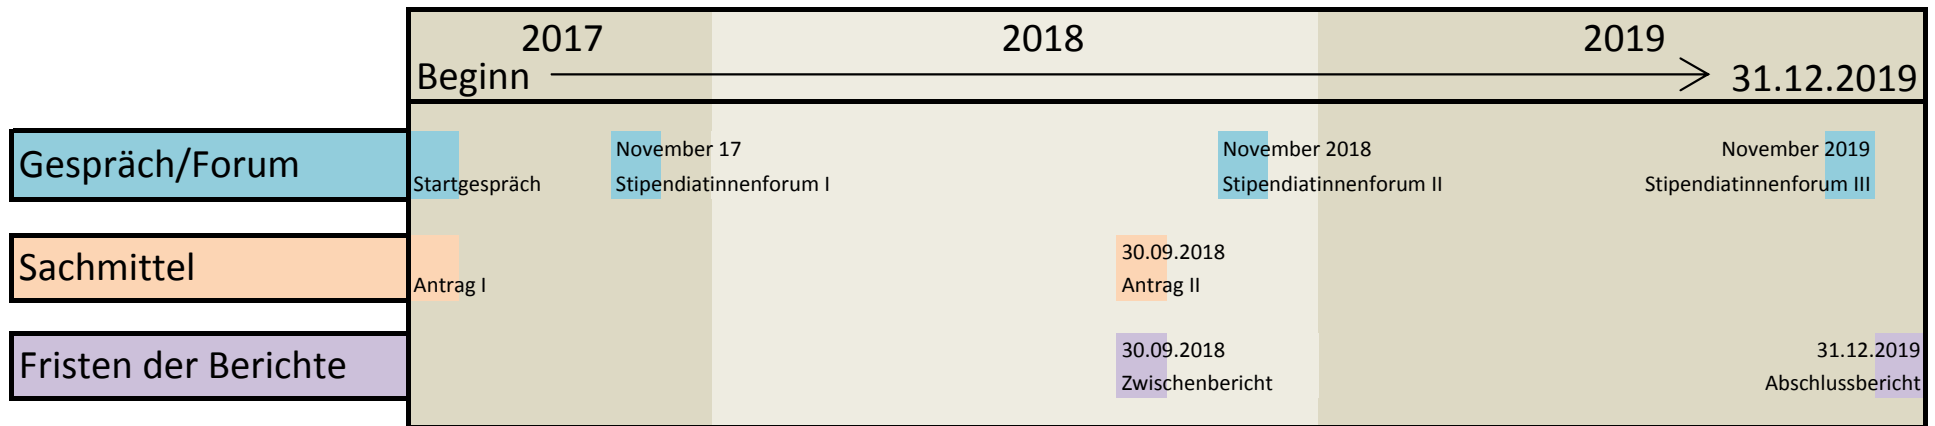 2017 2018 2019
Beginn 31.12.2019
Gespräch/Forum
November 17 November 2018 November 2019
Startgespräch Stipendiatinnenforum I Stipendiatinnenforum II Stipendiatinnenforum III
Sachmittel
30.09.2018
Antrag I Antrag II
Fristen der Berichte
30.09.2018 31.12.2019
Zwischenbericht Abschlussbericht